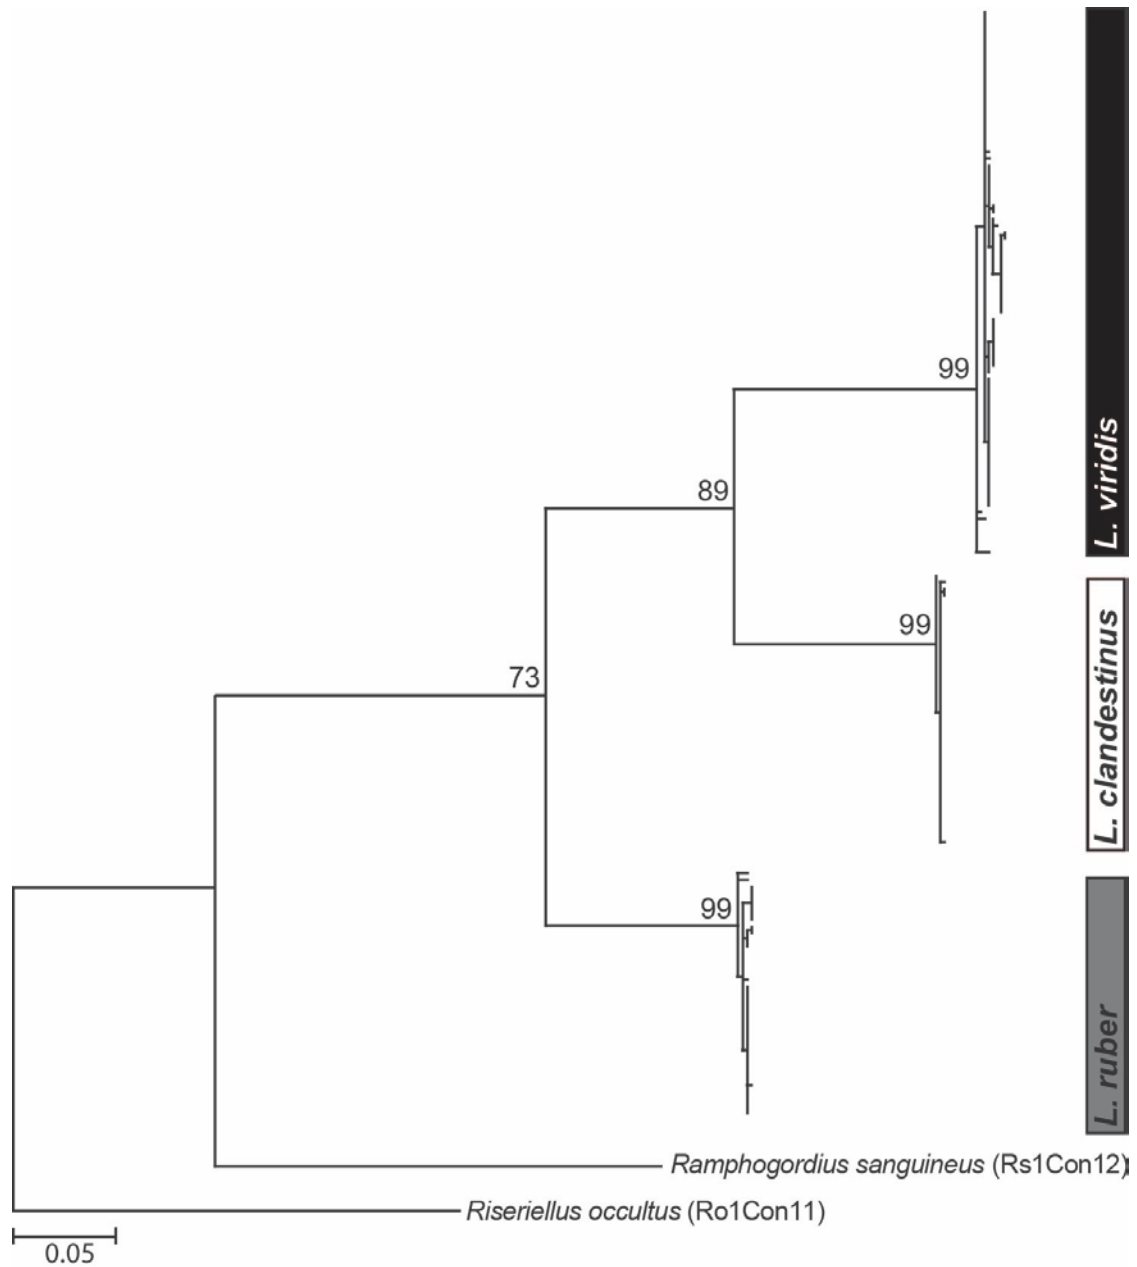 99
L. viridis
89
99
L. clandestinus
73
99
L. ruber
Ramphogordius sanguineus (Rs1Con12)
Riseriellus occultus (Ro1Con11)
0.05